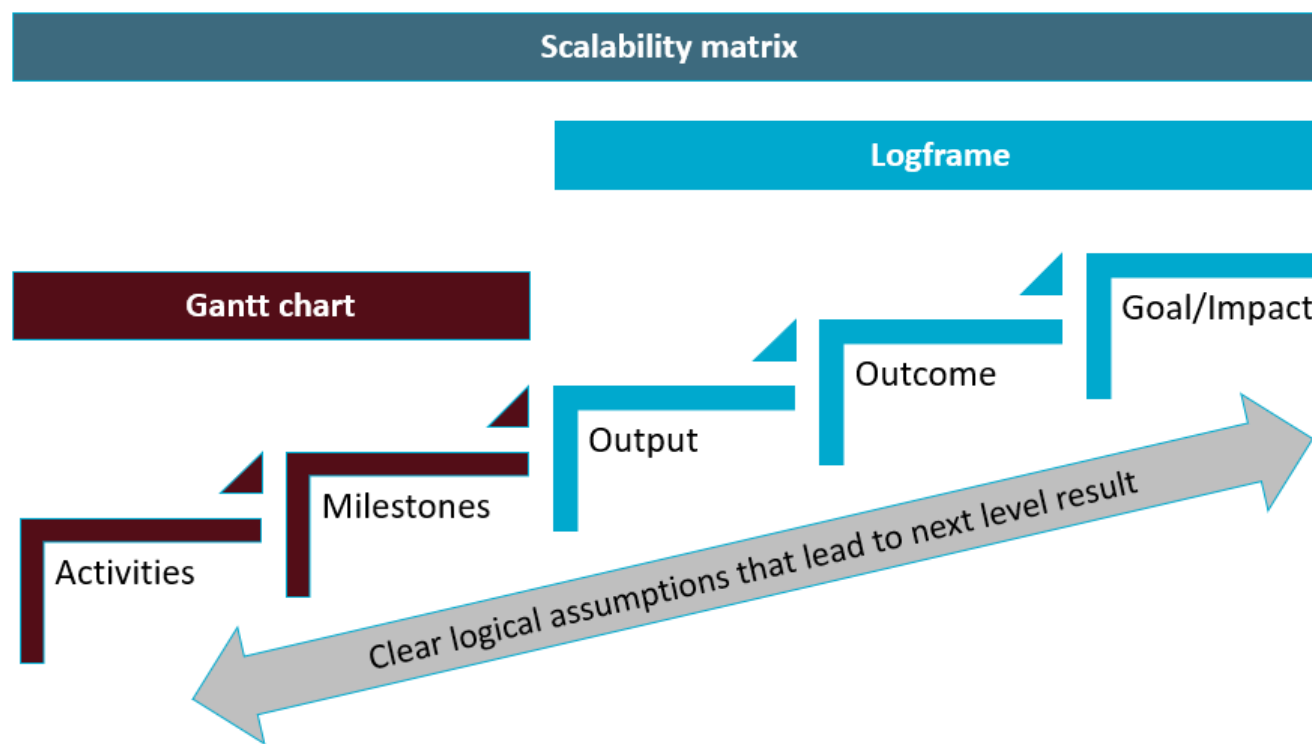 Scalability matrix
Logframe
Gantt chart
Goal/Impact
Outcome
Output
Milestones
Activities
Clear logical assumptions that lead to next level result